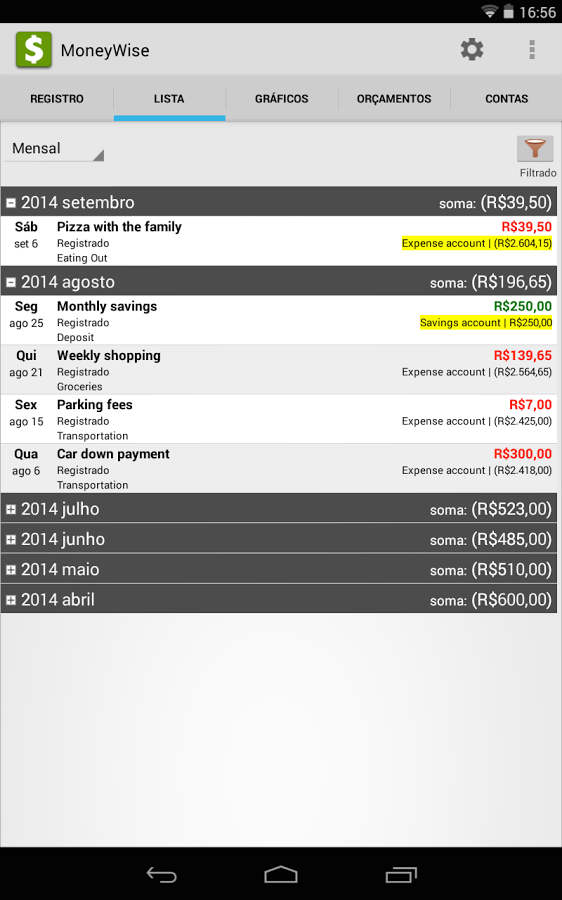 16:56
MoneyWise
REGISTRO LISTA GRÁFICOS ORÇAMENTOS CONTAS
Mensal
Filtrado
2014 setembro soma: (R$39,50)
Sáb Pizza with the family R$39,50
set 6 Registrado Expense account | (R$2.604,15)
Eating Out
2014 agosto soma: (R$196,65)
Seg Monthly savings R$250,00
ago 25 Registrado Savings account | R$250,00
Deposit
Qui Weekly shopping R$139,65
ago 21 Registrado Expense account | (R$2.564,65)
Groceries
Sex Parking fees R$7,00
ago 15 Registrado Expense account | (R$2.425,00)
Transportation
Qua Car down payment R$300,00
ago 6 Registrado Expense account | (R$2.418,00)
Transportation
2014 julho soma: (R$523,00)
2014 junho soma: (R$485,00)
2014 maio soma: (R$510,00)
2014 abril soma: (R$600,00)